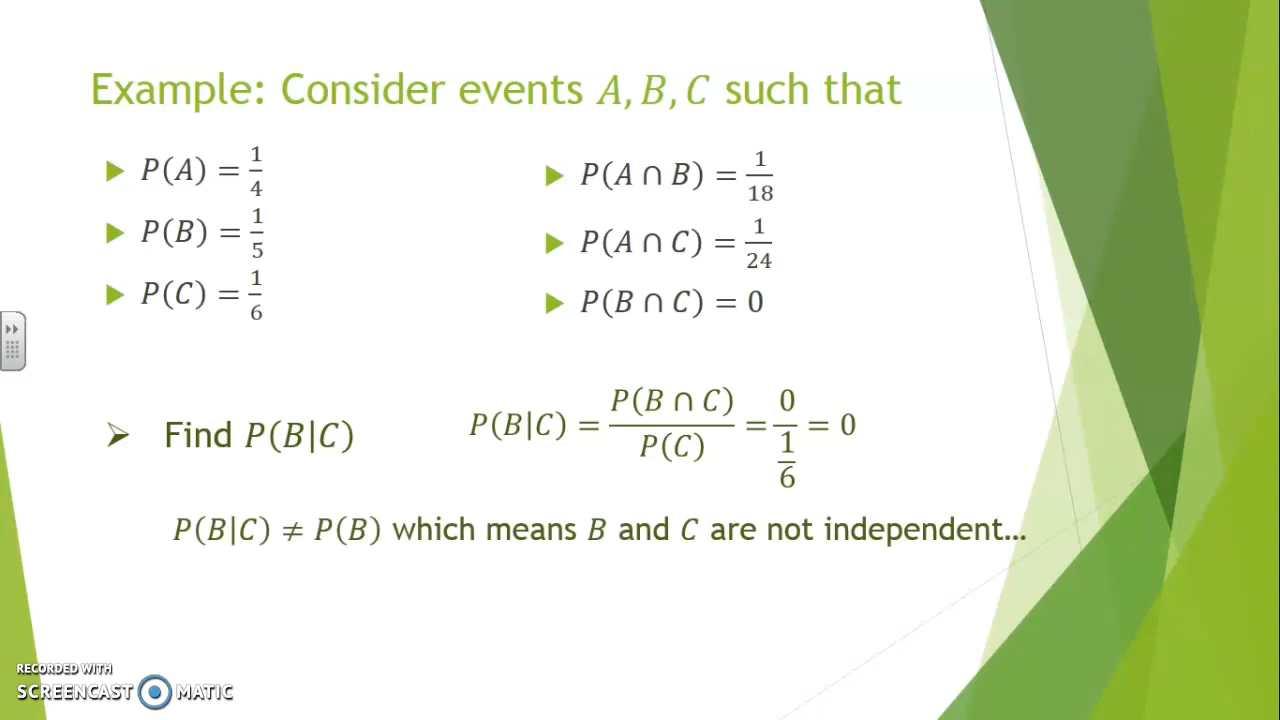 Example: Consider events A, B, C such that
▶ P(A) = 1/4
▶ P(B) = 1/5
▶ P(C) = 1/6
▶ P(A ∩ B) = 1/18
▶ P(A ∩ C) = 1/24
▶ P(B ∩ C) = 0
➢ Find P(B|C)
P(B|C) = P(B ∩ C)/P(C) = 0/(1/6) = 0
P(B|C) ≠ P(B) which means B and C are not independent…
RECORDED WITH
SCREENCAST MATIC